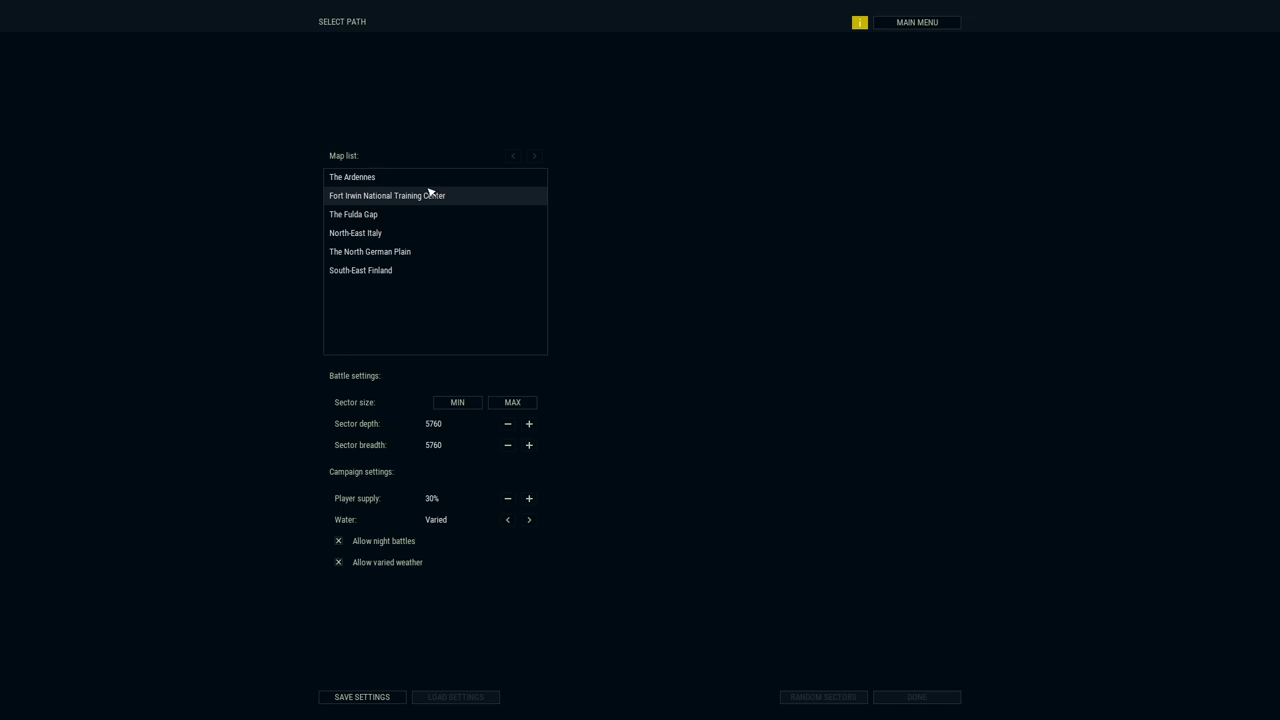 SELECT PATH
i
MAIN MENU
Map list:
The Ardennes
Fort Irwin National Training Center
The Fulda Gap
North-East Italy
The North German Plain
South-East Finland
Battle settings:
Sector size: MIN MAX
Sector depth: 5760
Sector breadth: 5760
Campaign settings:
Player supply: 30%
Water: Varied
Allow night battles
Allow varied weather
SAVE SETTINGS LOAD SETTINGS RANDOM SECTORS DONE